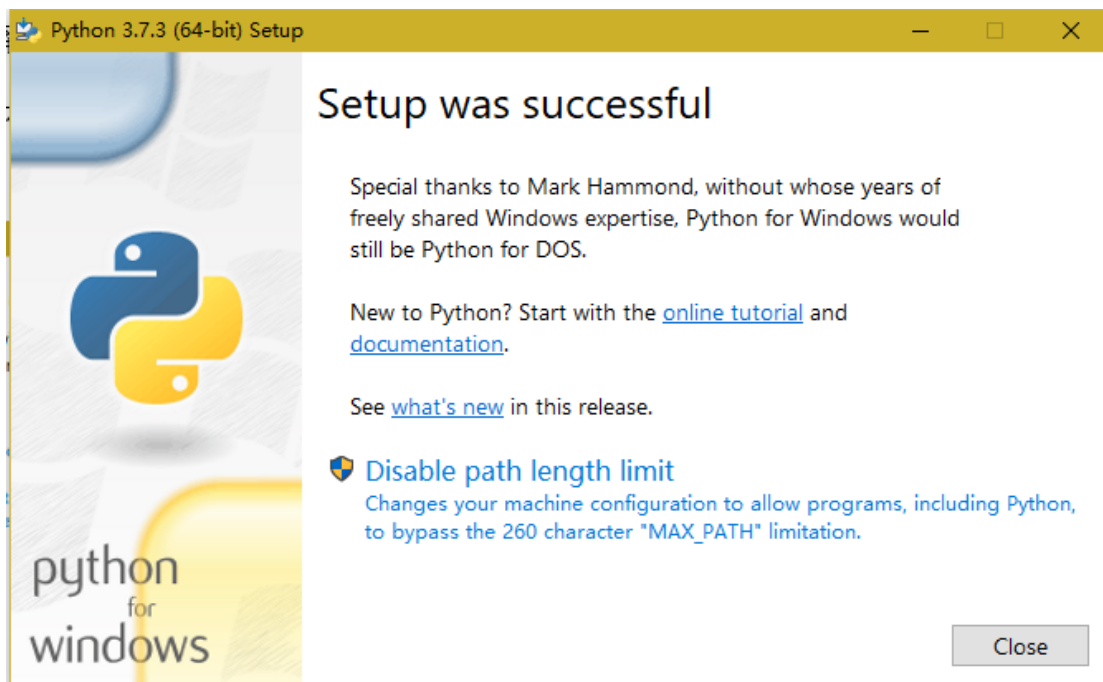 Python 3.7.3 (64-bit) Setup
Setup was successful
Special thanks to Mark Hammond, without whose years of
freely shared Windows expertise, Python for Windows would
still be Python for DOS.
New to Python? Start with the online tutorial and
documentation.
See what's new in this release.
Disable path length limit
Changes your machine configuration to allow programs, including Python,
to bypass the 260 character "MAX_PATH" limitation.
python
for
windows
Close